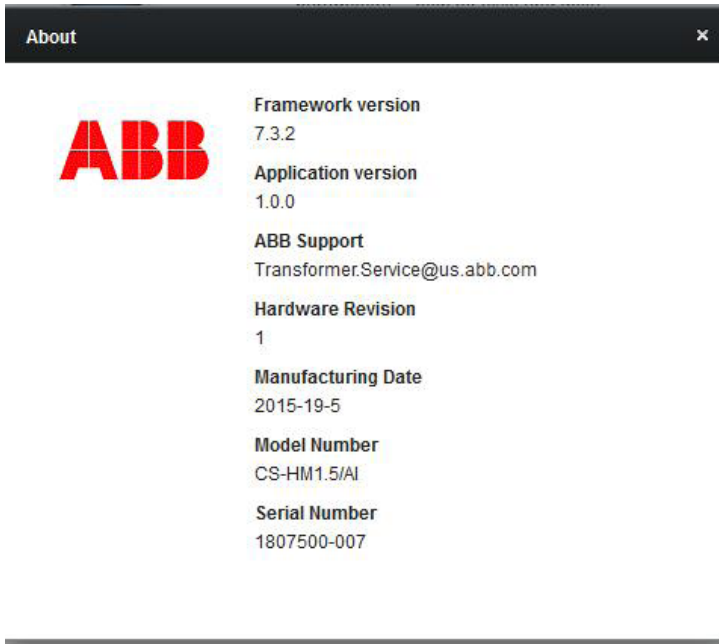 About
×
ABB
Framework version
7.3.2
Application version
1.0.0
ABB Support
Transformer.Service@us.abb.com
Hardware Revision
1
Manufacturing Date
2015-19-5
Model Number
CS-HM1.5/AI
Serial Number
1807500-007